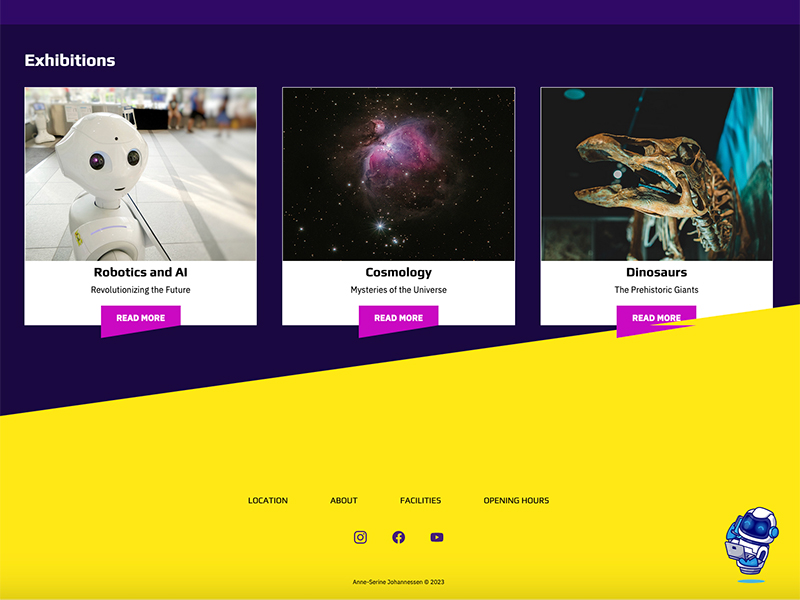 Exhibitions
Robotics and AI
Revolutionizing the Future
READ MORE
Cosmology
Mysteries of the Universe
READ MORE
Dinosaurs
The Prehistoric Giants
READ MORE
LOCATION ABOUT FACILITIES OPENING HOURS
Anne-Serine Johannessen © 2023